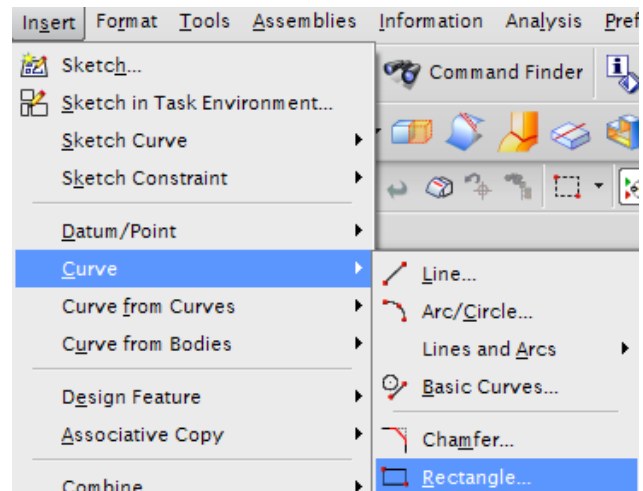 Insert Format Tools Assemblies Information Analysis Pref
Sketch...
Command Finder
Sketch in Task Environment...
Sketch Curve
Sketch Constraint
Datum/Point
Curve
Line...
Curve from Curves
Arc/Circle...
Curve from Bodies
Lines and Arcs
Basic Curves...
Design Feature
Associative Copy
Chamfer...
Combine
Rectangle...